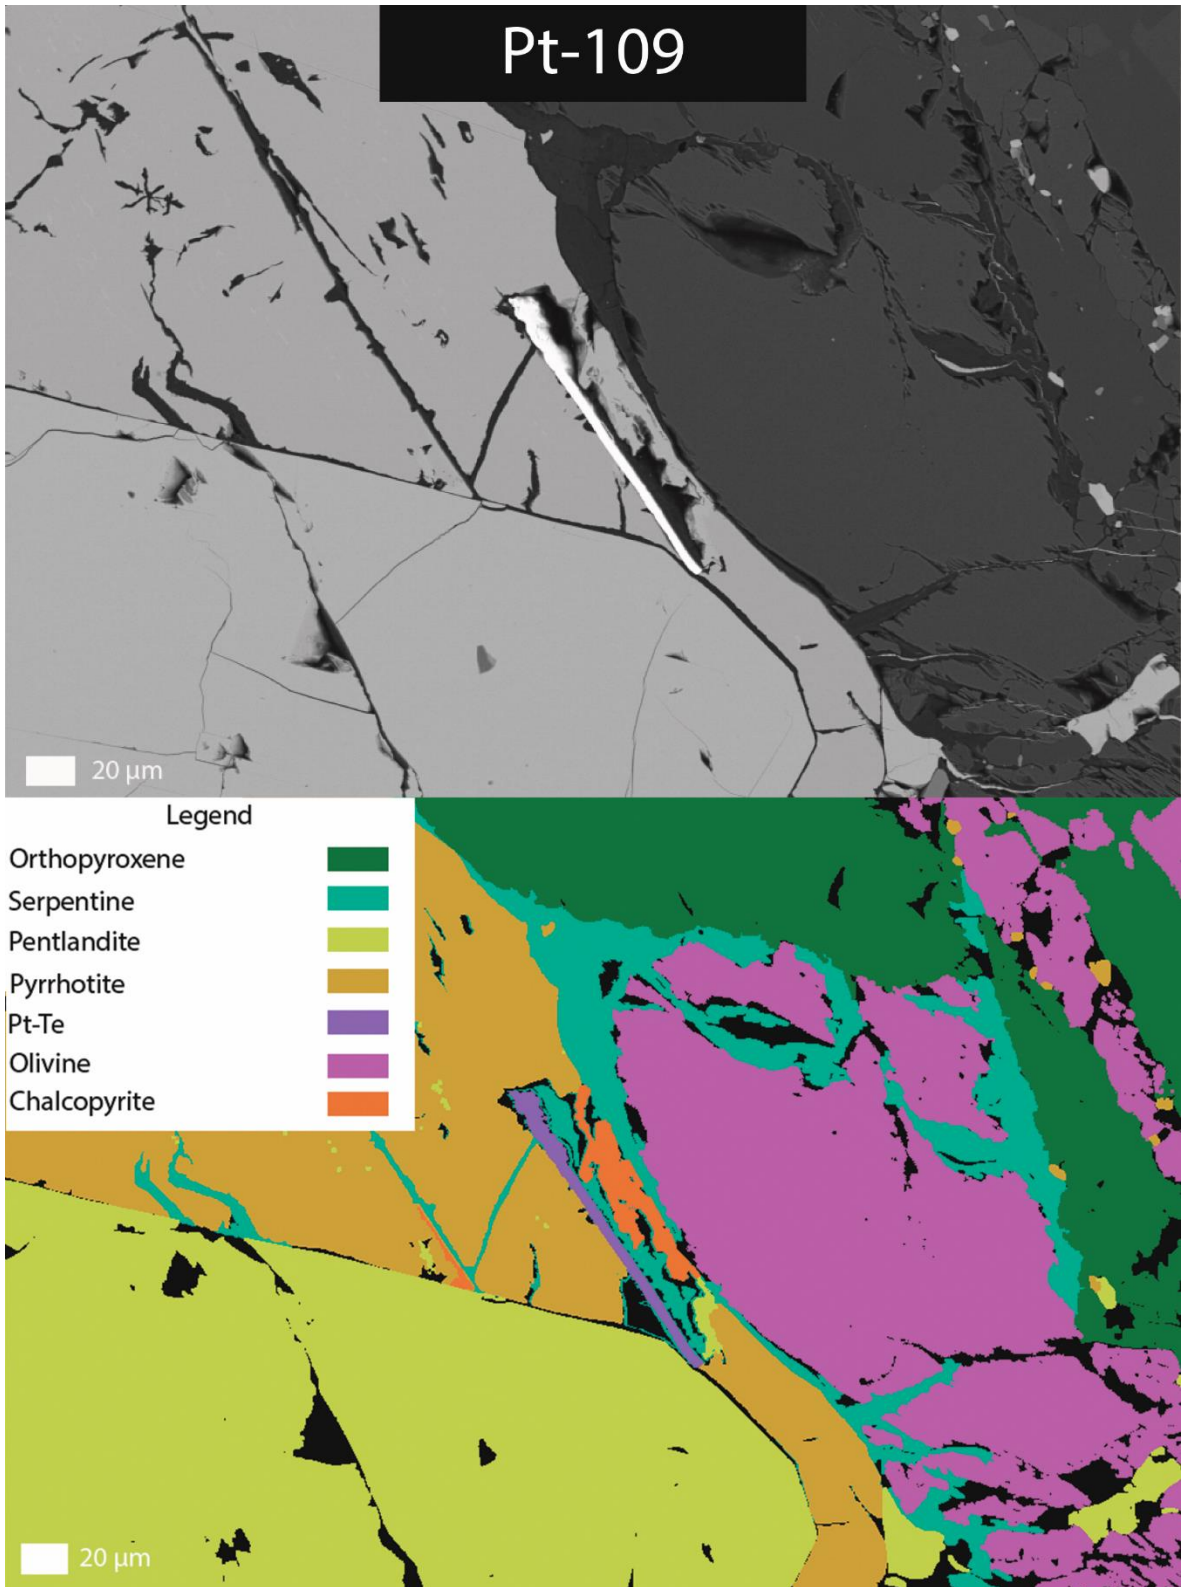 Pt-109
20 µm
Legend
Orthopyroxene
Serpentine
Pentlandite
Pyrrhotite
Pt-Te
Olivine
Chalcopyrite
20 µm